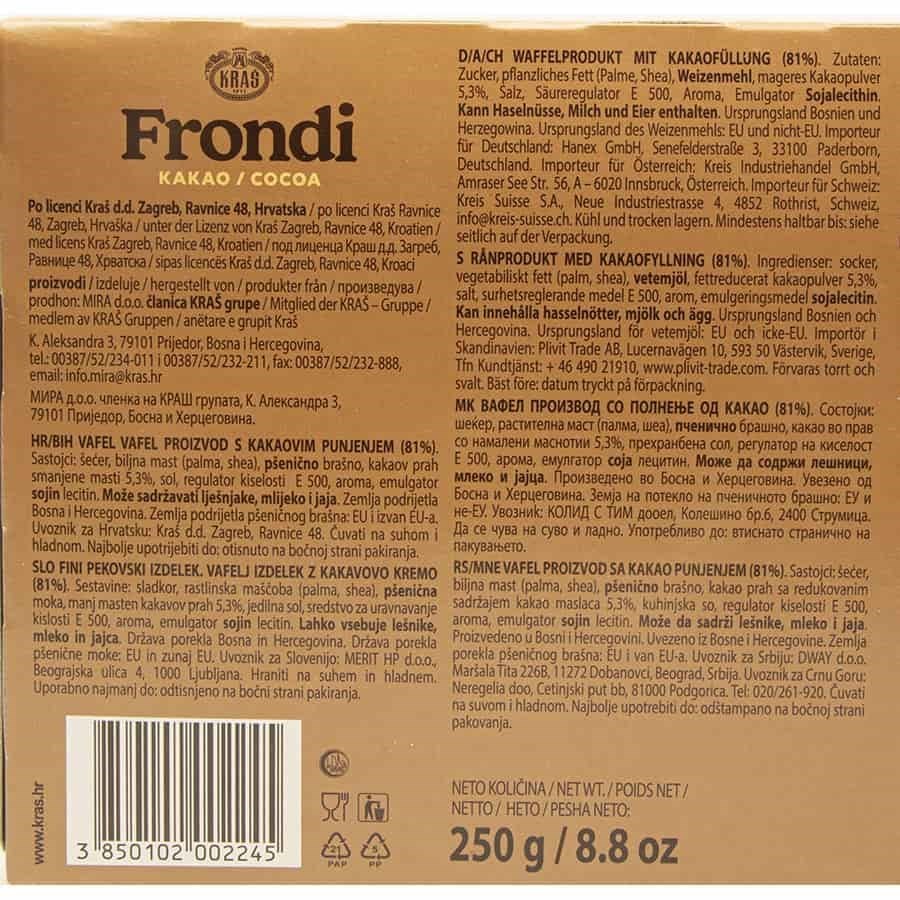 KRAŠ
1911
Frondi
KAKAO / COCOA
Po licenci Kraš d.d. Zagreb, Ravnice 48, Hrvatska / po licenci Kraš Ravnice
48, Zagreb, Hrvaška / unter der Lizenz von Kraš Zagreb, Ravnice 48, Kroatien /
med licens Kraš Zagreb, Ravnice 48, Kroatien / под лиценца Краш д.д. Загреб,
Равнице 48, Хрватска / sipas licencës Kraš d.d. Zagreb, Ravnice 48, Kroaci
proizvodi / izdeluje / hergestellt von / produkter från / произведува /
prodhon: MIRA d.o.o. članica KRAŠ grupe / Mitglied der KRAŠ – Gruppe /
medlem av KRAŠ Gruppen / anëtare e grupit Kraš
K. Aleksandra 3, 79101 Prijedor, Bosna i Hercegovina,
tel.: 00387/52/234-011 i 00387/52/232-211, fax: 00387/52/232-888,
email: info.mira@kras.hr
МИРА д.о.о. членка на КРАШ групата, К. Александра 3,
79101 Приједор, Босна и Херцеговина.
HR/BIH VAFEL VAFEL PROIZVOD S KAKAOVIM PUNJENJEM (81%).
Sastojci: šećer, biljna mast (palma, shea), pšenično brašno, kakaov prah
smanjene masti 5,3%, sol, regulator kiselosti E 500, aroma, emulgator
sojin lecitin. Može sadržavati lješnjake, mlijeko i jaja. Zemlja podrijetla
Bosna i Hercegovina. Zemlja podrijetla pšeničnog brašna: EU i izvan EU-a.
Uvoznik za Hrvatsku: Kraš d.d. Zagreb, Ravnice 48. Čuvati na suhom i
hladnom. Najbolje upotrijebiti do: otisnuto na bočnoj strani pakiranja.
SLO FINI PEKOVSKI IZDELEK. VAFELJ IZDELEK Z KAKAVOVO KREMO
(81%). Sestavine: sladkor, rastlinska maščoba (palma, shea), pšenična
moka, manj masten kakavov prah 5,3%, jedilna sol, sredstvo za uravnavanje
kislosti E 500, aroma, emulgator sojin lecitin. Lahko vsebuje lešnike,
mleko in jajca. Država porekla Bosna in Hercegovina. Država porekla
pšenične moke: EU in zunaj EU. Uvoznik za Slovenijo: MERIT HP d.o.o.,
Beograjska ulica 4, 1000 Ljubljana. Hraniti na suhem in hladnem.
Uporabno najmanj do: odtisnjeno na bočni strani pakiranja.
www.kras.hr
3 850102 002245
21
PAP
5
PP
D/A/CH WAFFELPRODUKT MIT KAKAOFÜLLUNG (81%). Zutaten:
Zucker, pflanzliches Fett (Palme, Shea), Weizenmehl, mageres Kakaopulver
5,3%, Salz, Säureregulator E 500, Aroma, Emulgator Sojalecithin.
Kann Haselnüsse, Milch und Eier enthalten. Ursprungsland Bosnien und
Herzegowina. Ursprungsland des Weizenmehls: EU und nicht-EU. Importeur
für Deutschland: Hanex GmbH, Senefelderstraße 3, 33100 Paderborn,
Deutschland. Importeur für Österreich: Kreis Industriehandel GmbH,
Amraser See Str. 56, A – 6020 Innsbruck, Österreich. Importeur für Schweiz:
Kreis Suisse S.A., Neue Industriestrasse 4, 4852 Rothrist, Schweiz,
info@kreis-suisse.ch. Kühl und trocken lagern. Mindestens haltbar bis: siehe
seitlich auf der Verpackung.
S RÅNPRODUKT MED KAKAOFYLLNING (81%). Ingredienser: socker,
vegetabiliskt fett (palm, shea), vetemjöl, fettreducerat kakaopulver 5,3%,
salt, surhetsreglerande medel E 500, arom, emulgeringsmedel sojalecitin.
Kan innehålla hasselnötter, mjölk och ägg. Ursprungsland Bosnien och
Hercegovina. Ursprungsland för vetemjöl: EU och icke-EU. Importör i
Skandinavien: Plivit Trade AB, Lucernavägen 10, 593 50 Västervik, Sverige,
Tfn Kundtjänst: + 46 490 21910, www.plivit-trade.com. Förvaras torrt och
svalt. Bäst före: datum tryckt på förpackning.
МК ВАФЕЛ ПРОИЗВОД СО ПОЛНЕЊЕ ОД КАКАО (81%). Состојки:
шекер, растителна маст (палма, шеа), пченично брашно, какао во прав
со намалени маснотии 5,3%, прехранбена сол, регулатор на киселост
Е 500, арома, емулгатор соја лецитин. Може да содржи лешници,
млеко и јајца. Произведено во Босна и Херцеговина. Увезено од
Босна и Херцеговина. Земја на потекло на пченичното брашно: ЕУ и
не-ЕУ. Увозник: КОЛИД С ТИМ дооел, Колешино бр.6, 2400 Струмица.
Да се чува на суво и ладно. Употребливо до: втиснато странично на
пакувањето.
RS/MNE VAFEL PROIZVOD SA KAKAO PUNJENJEM (81%). Sastojci: šećer,
biljna mast (palma, shea), pšenično brašno, kakao prah sa redukovanim
sadržajem kakao maslaca 5,3%, kuhinjska so, regulator kiselosti E 500,
aroma, emulgator sojin lecitin. Može da sadrži lešnike, mleko i jaja.
Proizvedeno u Bosni i Hercegovini. Uvezeno iz Bosne i Hercegovine. Zemlja
porekla pšeničnog brašna: EU i van EU-a. Uvoznik za Srbiju: DWAY d.o.o.
Maršala Tita 226B, 11272 Dobanovci, Beograd, Srbija. Uvoznik za Crnu Goru:
Neregelia doo, Cetinjski put bb, 81000 Podgorica. Tel: 020/261-920. Čuvati
na suvom i hladnom. Najbolje upotrebiti do: odštampano na bočnoj strani
pakovanja.
NETO KOLIČINA / NET WT. / POIDS NET /
NETTO / НЕТО / PESHA NETO:
250 g / 8.8 oz